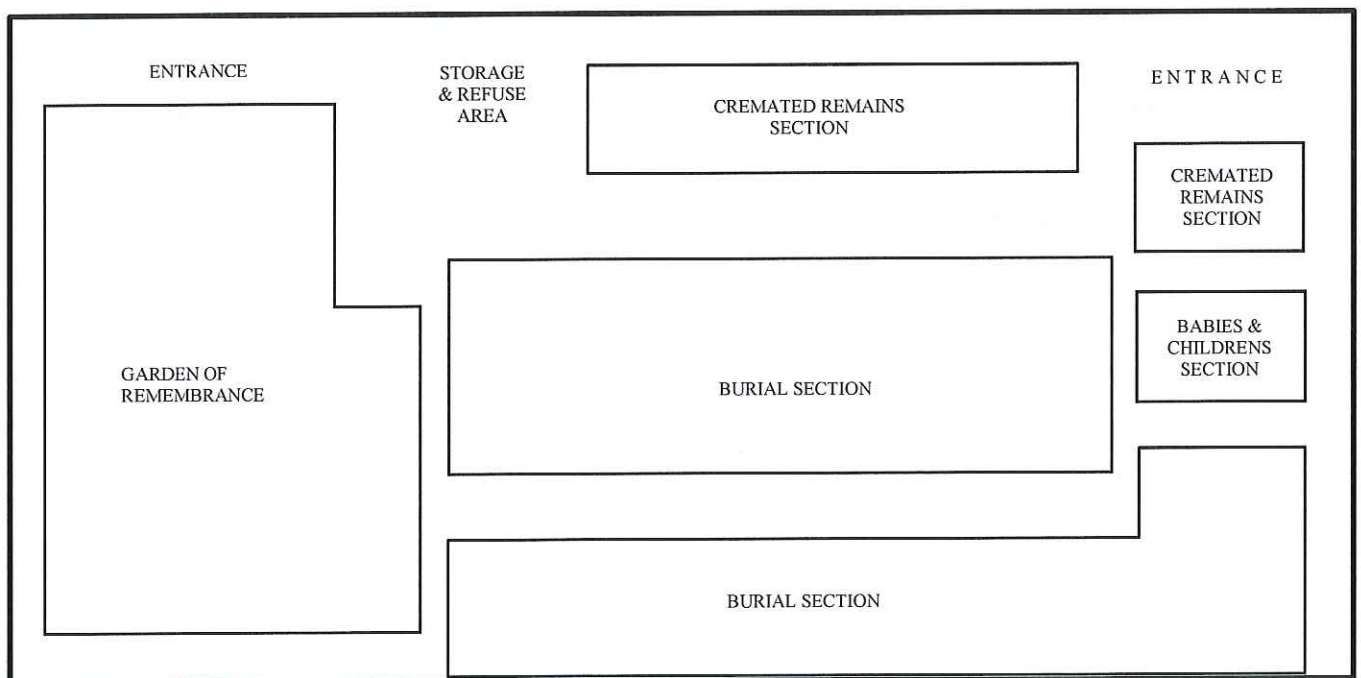 ENTRANCE
STORAGE
& REFUSE
AREA
CREMATED REMAINS
SECTION
E N T R A N C E
CREMATED
REMAINS
SECTION
BABIES &
CHILDRENS
SECTION
GARDEN OF
REMEMBRANCE
BURIAL SECTION
BURIAL SECTION